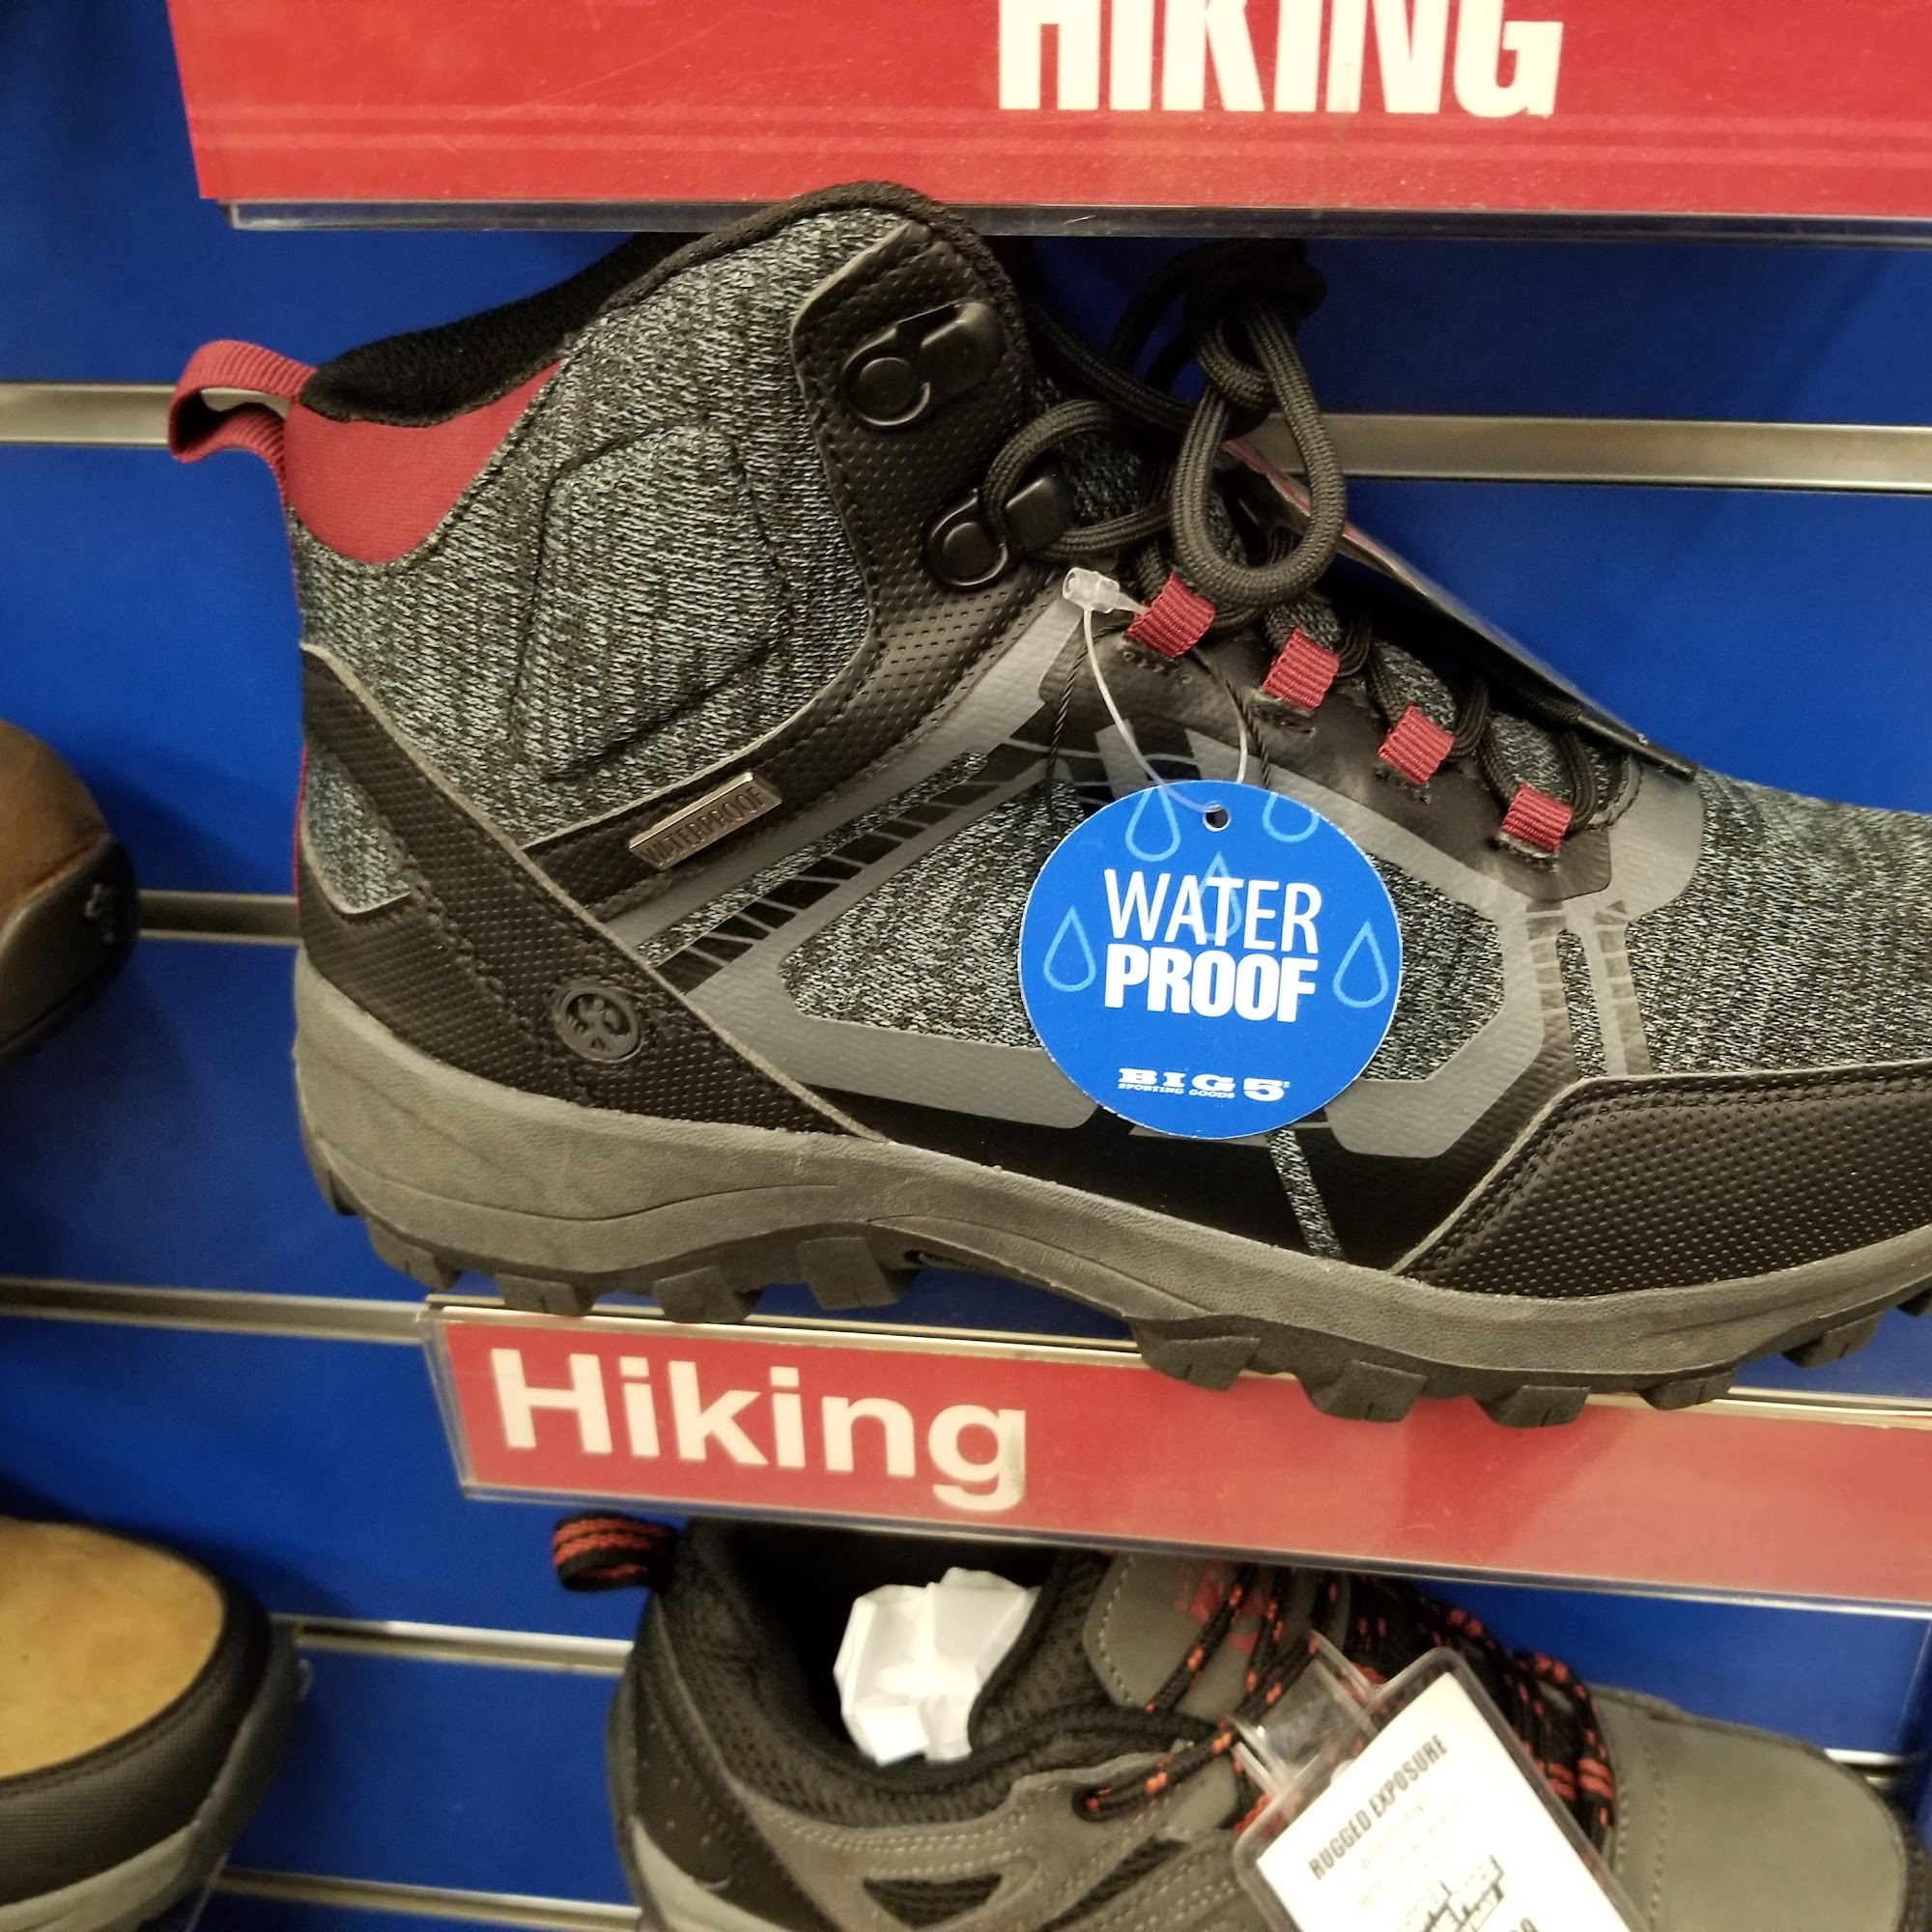 HIKING
WATERPROOF
WATER
PROOF
BIG 5
SPORTING GOODS
Hiking
RUGGED EXPOSURE